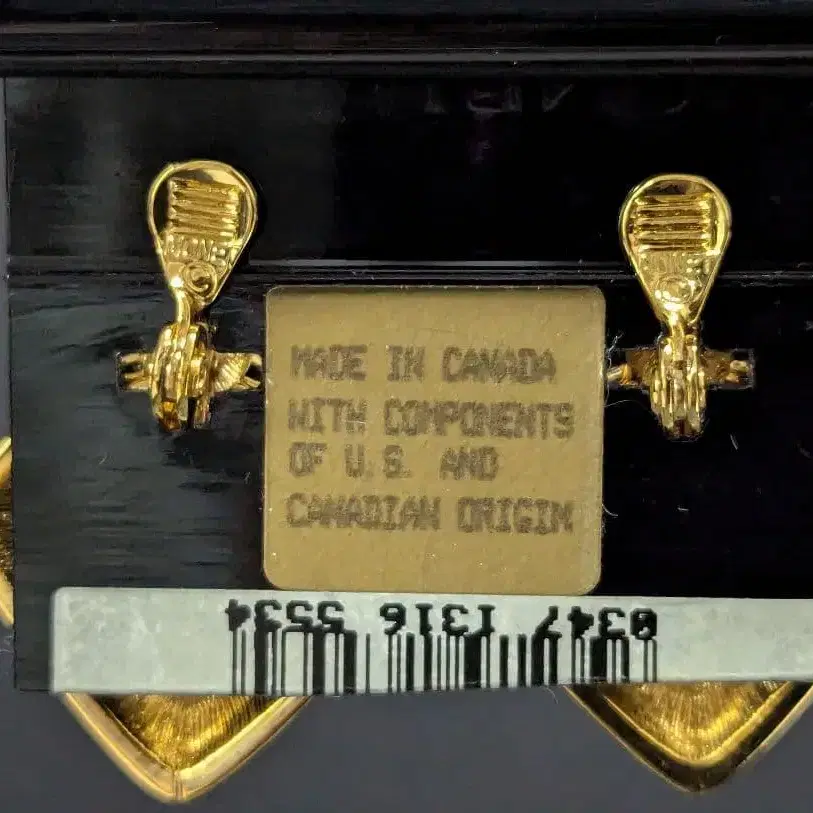 MADE IN CANADA
WITH COMPONENTS
OF U.S. AND
CANADIAN ORIGIN
0347 1316 5534